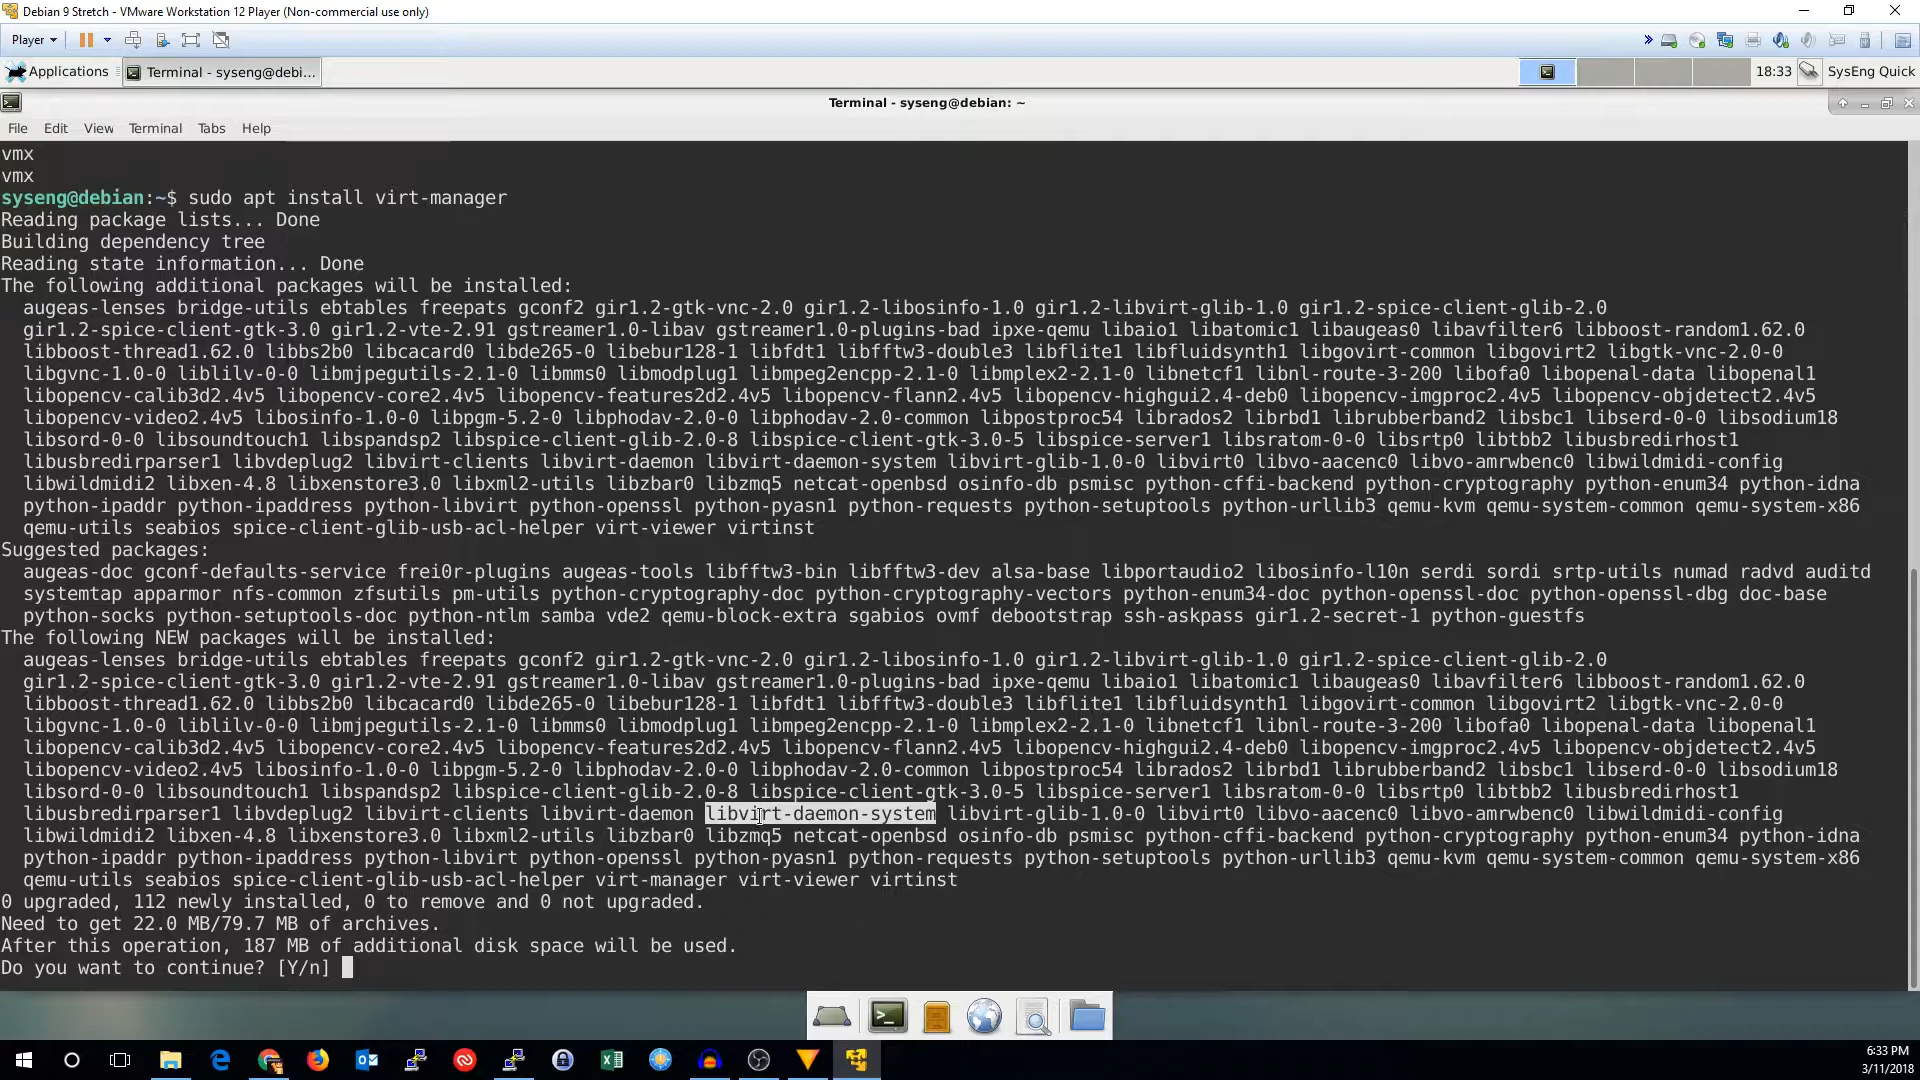 Debian 9 Stretch - VMware Workstation 12 Player (Non-commercial use only)
Player
Applications
Terminal - syseng@debi...
18:33
SysEng Quick
Terminal - syseng@debian: ~
File Edit View Terminal Tabs Help
vmx
vmx
syseng@debian:~$ sudo apt install virt-manager
Reading package lists... Done
Building dependency tree
Reading state information... Done
The following additional packages will be installed:
augeas-lenses bridge-utils ebtables freepats gconf2 gir1.2-gtk-vnc-2.0 gir1.2-libosinfo-1.0 gir1.2-libvirt-glib-1.0 gir1.2-spice-client-glib-2.0
gir1.2-spice-client-gtk-3.0 gir1.2-vte-2.91 gstreamer1.0-libav gstreamer1.0-plugins-bad ipxe-qemu libaio1 libatomic1 libaugeas0 libavfilter6 libboost-random1.62.0
libboost-thread1.62.0 libbs2b0 libcacard0 libde265-0 libebur128-1 libfdt1 libfftw3-double3 libflite1 libfluidsynth1 libgovirt-common libgovirt2 libgtk-vnc-2.0-0
libgvnc-1.0-0 liblilv-0-0 libmjpegutils-2.1-0 libmms0 libmodplug1 libmpeg2encpp-2.1-0 libmplex2-2.1-0 libnetcf1 libnl-route-3-200 libofa0 libopenal-data libopenal1
libopencv-calib3d2.4v5 libopencv-core2.4v5 libopencv-features2d2.4v5 libopencv-flann2.4v5 libopencv-highgui2.4-deb0 libopencv-imgproc2.4v5 libopencv-objdetect2.4v5
libopencv-video2.4v5 libosinfo-1.0-0 libpgm-5.2-0 libphodav-2.0-0 libphodav-2.0-common libpostproc54 librados2 librbd1 librubberband2 libsbc1 libserd-0-0 libsodium18
libsord-0-0 libsoundtouch1 libspandsp2 libspice-client-glib-2.0-8 libspice-client-gtk-3.0-5 libspice-server1 libsratom-0-0 libsrtp0 libtbb2 libusbredirhost1
libusbredirparser1 libvdeplug2 libvirt-clients libvirt-daemon libvirt-daemon-system libvirt-glib-1.0-0 libvirt0 libvo-aacenc0 libvo-amrwbenc0 libwildmidi-config
libwildmidi2 libxen-4.8 libxenstore3.0 libxml2-utils libzbar0 libzmq5 netcat-openbsd osinfo-db psmisc python-cffi-backend python-cryptography python-enum34 python-idna
python-ipaddr python-ipaddress python-libvirt python-openssl python-pyasn1 python-requests python-setuptools python-urllib3 qemu-kvm qemu-system-common qemu-system-x86
qemu-utils seabios spice-client-glib-usb-acl-helper virt-viewer virtinst
Suggested packages:
augeas-doc gconf-defaults-service frei0r-plugins augeas-tools libfftw3-bin libfftw3-dev alsa-base libportaudio2 libosinfo-l10n serdi sordi srtp-utils numad radvd auditd
systemtap apparmor nfs-common zfsutils pm-utils python-cryptography-doc python-cryptography-vectors python-enum34-doc python-openssl-doc python-openssl-dbg doc-base
python-socks python-setuptools-doc python-ntlm samba vde2 qemu-block-extra sgabios ovmf debootstrap ssh-askpass gir1.2-secret-1 python-guestfs
The following NEW packages will be installed:
augeas-lenses bridge-utils ebtables freepats gconf2 gir1.2-gtk-vnc-2.0 gir1.2-libosinfo-1.0 gir1.2-libvirt-glib-1.0 gir1.2-spice-client-glib-2.0
gir1.2-spice-client-gtk-3.0 gir1.2-vte-2.91 gstreamer1.0-libav gstreamer1.0-plugins-bad ipxe-qemu libaio1 libatomic1 libaugeas0 libavfilter6 libboost-random1.62.0
libboost-thread1.62.0 libbs2b0 libcacard0 libde265-0 libebur128-1 libfdt1 libfftw3-double3 libflite1 libfluidsynth1 libgovirt-common libgovirt2 libgtk-vnc-2.0-0
libgvnc-1.0-0 liblilv-0-0 libmjpegutils-2.1-0 libmms0 libmodplug1 libmpeg2encpp-2.1-0 libmplex2-2.1-0 libnetcf1 libnl-route-3-200 libofa0 libopenal-data libopenal1
libopencv-calib3d2.4v5 libopencv-core2.4v5 libopencv-features2d2.4v5 libopencv-flann2.4v5 libopencv-highgui2.4-deb0 libopencv-imgproc2.4v5 libopencv-objdetect2.4v5
libopencv-video2.4v5 libosinfo-1.0-0 libpgm-5.2-0 libphodav-2.0-0 libphodav-2.0-common libpostproc54 librados2 librbd1 librubberband2 libsbc1 libserd-0-0 libsodium18
libsord-0-0 libsoundtouch1 libspandsp2 libspice-client-glib-2.0-8 libspice-client-gtk-3.0-5 libspice-server1 libsratom-0-0 libsrtp0 libtbb2 libusbredirhost1
libusbredirparser1 libvdeplug2 libvirt-clients libvirt-daemon libvirt-daemon-system libvirt-glib-1.0-0 libvirt0 libvo-aacenc0 libvo-amrwbenc0 libwildmidi-config
libwildmidi2 libxen-4.8 libxenstore3.0 libxml2-utils libzbar0 libzmq5 netcat-openbsd osinfo-db psmisc python-cffi-backend python-cryptography python-enum34 python-idna
python-ipaddr python-ipaddress python-libvirt python-openssl python-pyasn1 python-requests python-setuptools python-urllib3 qemu-kvm qemu-system-common qemu-system-x86
qemu-utils seabios spice-client-glib-usb-acl-helper virt-manager virt-viewer virtinst
0 upgraded, 112 newly installed, 0 to remove and 0 not upgraded.
Need to get 22.0 MB/79.7 MB of archives.
After this operation, 187 MB of additional disk space will be used.
Do you want to continue? [Y/n]
6:33 PM
3/11/2018